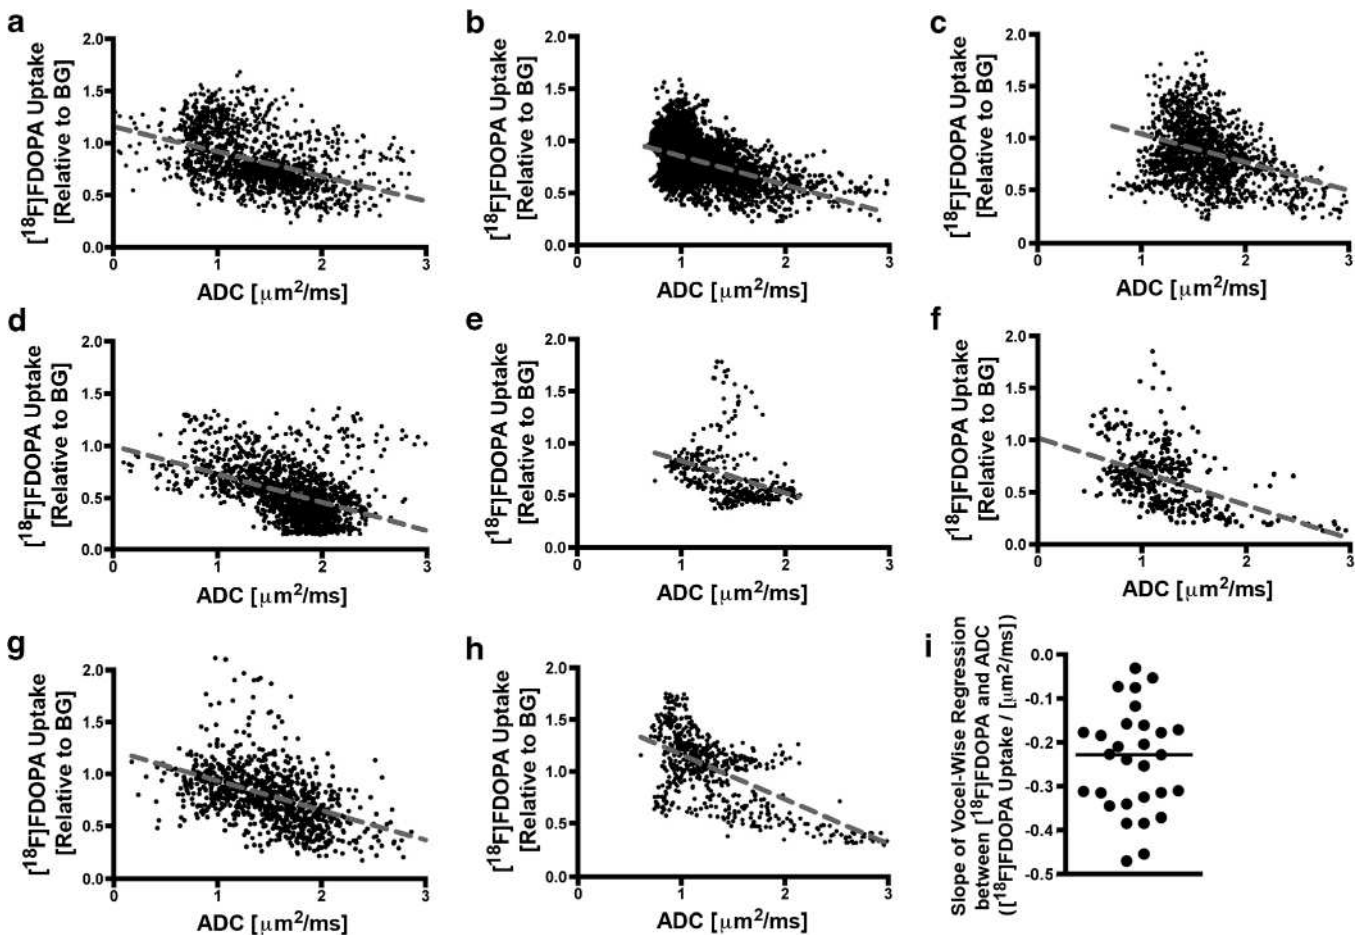 a
[18F]FDOPA Uptake
[Relative to BG]
2.0
1.5
1.0
0.5
0.0
0 1 2 3
ADC [μm2/ms]
b
[18F]FDOPA Uptake
[Relative to BG]
2.0
1.5
1.0
0.5
0.0
0 1 2 3
ADC [μm2/ms]
c
[18F]FDOPA Uptake
[Relative to BG]
2.0
1.5
1.0
0.5
0
0 1 2 3
ADC [μm2/ms]
d
[18F]FDOPA Uptake
[Relative to BG]
2.0
1.5
1.0
0.5
0.0
0 1 2 3
ADC [μm2/ms]
e
[18F]FDOPA Uptake
[Relative to BG]
2.0
1.5
1.0
0.5
0.0
0 1 2 3
ADC [μm2/ms]
f
[18F]FDOPA Uptake
[Relative to BG]
2.0
1.5
1.0
0.5
0.0
0 1 2 3
ADC [μm2/ms]
g
[18F]FDOPA Uptake
[Relative to BG]
2.0
1.5
1.0
0.5
0.0
0 1 2 3
ADC [μm2/ms]
h
[18F]FDOPA Uptake
[Relative to BG]
2.0
1.5
1.0
0.5
0.0
0 1 2 3
ADC [μm2/ms]
i
Slope of Voxel-Wise Regression
between [18F]FDOPA and ADC
([18F]FDOPA Uptake / [μm2/ms])
0.0
-0.1
-0.2
-0.3
-0.4
-0.5